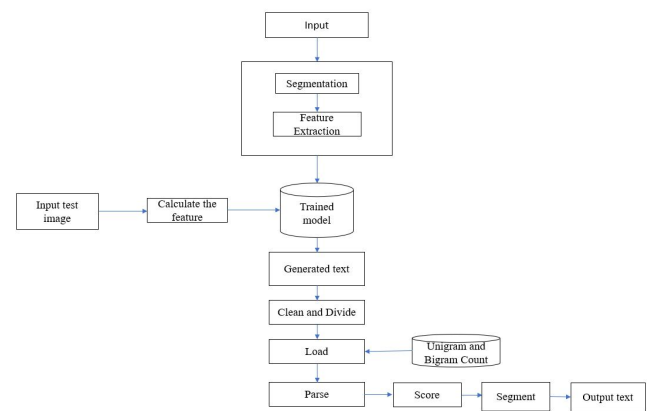 Input
Segmentation
Feature
Extraction
Input test
image
Calculate the
feature
Trained
model
Generated text
Clean and Divide
Load
Unigram and
Bigram Count
Parse
Score
Segment
Output text